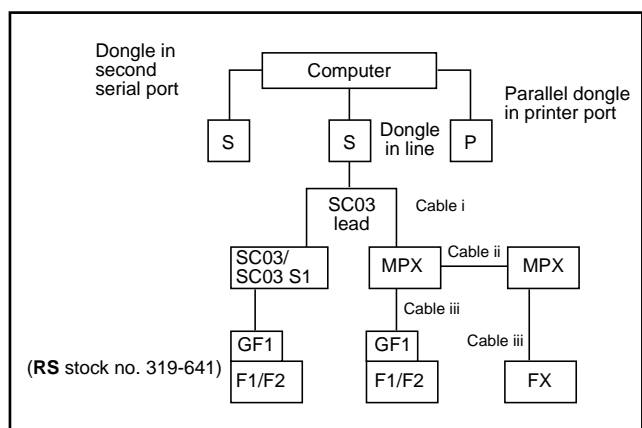 Dongle in
second
serial port
Computer
Parallel dongle
in printer port
S
S
Dongle
in line
P
SC03
lead
Cable i
SC03/
SC03 S1
MPX
Cable ii
MPX
Cable iii
Cable iii
(RS stock no. 319-641)
GF1
F1/F2
GF1
F1/F2
FX